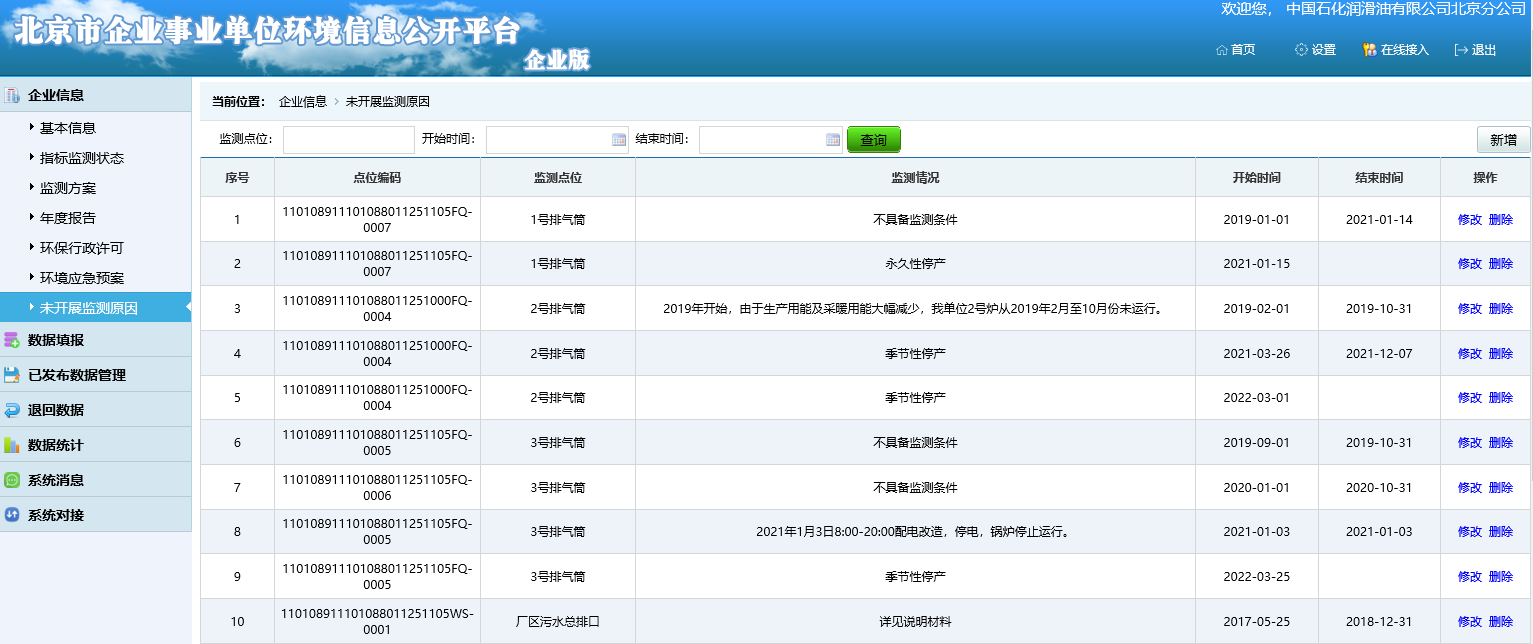 欢迎您， 中国石化润滑油有限公司北京分公司
北京市企业事业单位环境信息公开平台
企业版
首页 设置 在线接入 退出
企业信息
基本信息
指标监测状态
监测方案
年度报告
环保行政许可
环境应急预案
未开展监测原因
数据填报
已发布数据管理
退回数据
数据统计
系统消息
系统对接
当前位置： 企业信息 › 未开展监测原因
监测点位: 开始时间: 结束时间: 查询 新增
序号 点位编码 监测点位 监测情况 开始时间 结束时间 操作
1 110108911101088011251105FQ-0007 1号排气筒 不具备监测条件 2019-01-01 2021-01-14 修改 删除
2 110108911101088011251105FQ-0007 1号排气筒 永久性停产 2021-01-15 修改 删除
3 110108911101088011251000FQ-0004 2号排气筒 2019年开始，由于生产用能及采暖用能大幅减少，我单位2号炉从2019年2月至10月份未运行。 2019-02-01 2019-10-31 修改 删除
4 110108911101088011251000FQ-0004 2号排气筒 季节性停产 2021-03-26 2021-12-07 修改 删除
5 110108911101088011251000FQ-0004 2号排气筒 季节性停产 2022-03-01 修改 删除
6 110108911101088011251105FQ-0005 3号排气筒 不具备监测条件 2019-09-01 2019-10-31 修改 删除
7 110108911101088011251105FQ-0006 3号排气筒 不具备监测条件 2020-01-01 2020-10-31 修改 删除
8 110108911101088011251105FQ-0005 3号排气筒 2021年1月3日8:00-20:00配电改造，停电，锅炉停止运行。 2021-01-03 2021-01-03 修改 删除
9 110108911101088011251105FQ-0005 3号排气筒 季节性停产 2022-03-25 修改 删除
10 110108911101088011251105WS-0001 厂区污水总排口 详见说明材料 2017-05-25 2018-12-31 修改 删除